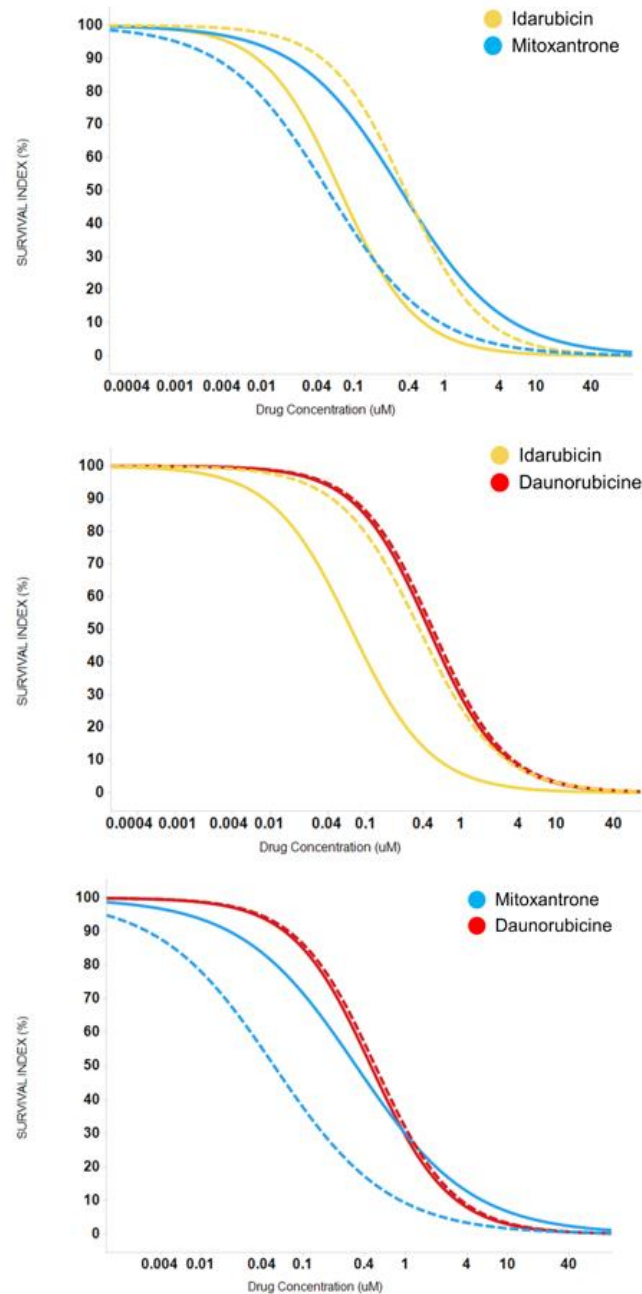 Idarubicin
Mitoxantrone
SURVIVAL INDEX (%)
100
90
80
70
60
50
40
30
20
10
0
0.0004 0.001 0.004 0.01 0.04 0.1 0.4 1 4 10 40
Drug Concentration (uM)
Idarubicin
Daunorubicine
SURVIVAL INDEX (%)
100
90
80
70
60
50
40
30
20
10
0
0.0004 0.001 0.004 0.01 0.04 0.1 0.4 1 4 10 40
Drug Concentration (uM)
Mitoxantrone
Daunorubicine
SURVIVAL INDEX (%)
100
90
80
70
60
50
40
30
20
10
0
0.004 0.01 0.04 0.1 0.4 1 4 10 40
Drug Concentration (uM)